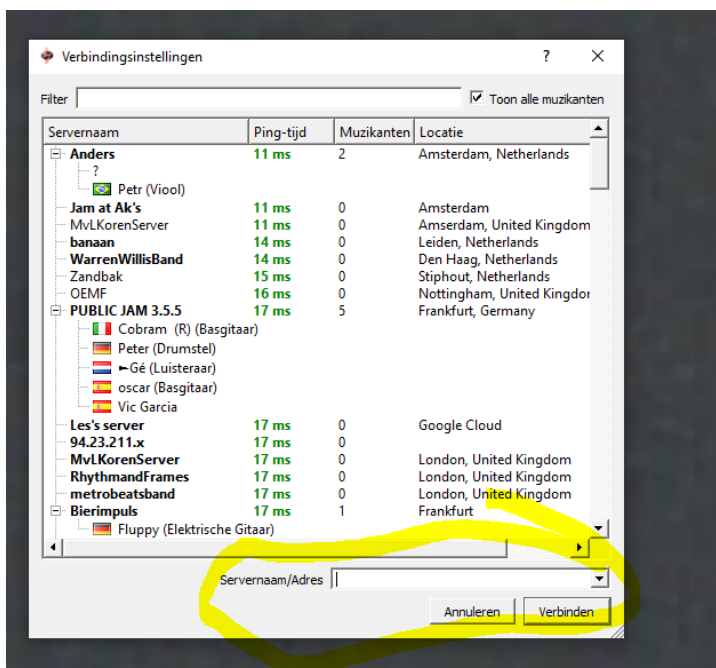 Verbindingsinstellingen ? ×
Filter Toon alle muzikanten
Servernaam Ping-tijd Muzikanten Locatie
Anders 11 ms 2 Amsterdam, Netherlands
?
Petr (Viool)
Jam at Ak's 11 ms 0 Amsterdam
MvLKorenServer 11 ms 0 Amserdam, United Kingdom
banaan 14 ms 0 Leiden, Netherlands
WarrenWillisBand 14 ms 0 Den Haag, Netherlands
Zandbak 15 ms 0 Stiphout, Netherlands
OEMF 16 ms 0 Nottingham, United Kingdor
PUBLIC JAM 3.5.5 17 ms 5 Frankfurt, Germany
Cobram (R) (Basgitaar)
Peter (Drumstel)
►Gé (Luisteraar)
oscar (Basgitaar)
Vic Garcia
Les's server 17 ms 0 Google Cloud
94.23.211.x 17 ms 0
MvLKorenServer 17 ms 0 London, United Kingdom
RhythmandFrames 17 ms 0 London, United Kingdom
metrobeatsband 17 ms 0 London, United Kingdom
Bierimpuls 17 ms 1 Frankfurt
Fluppy (Elektrische Gitaar)
Servernaam/Adres
Annuleren Verbinden